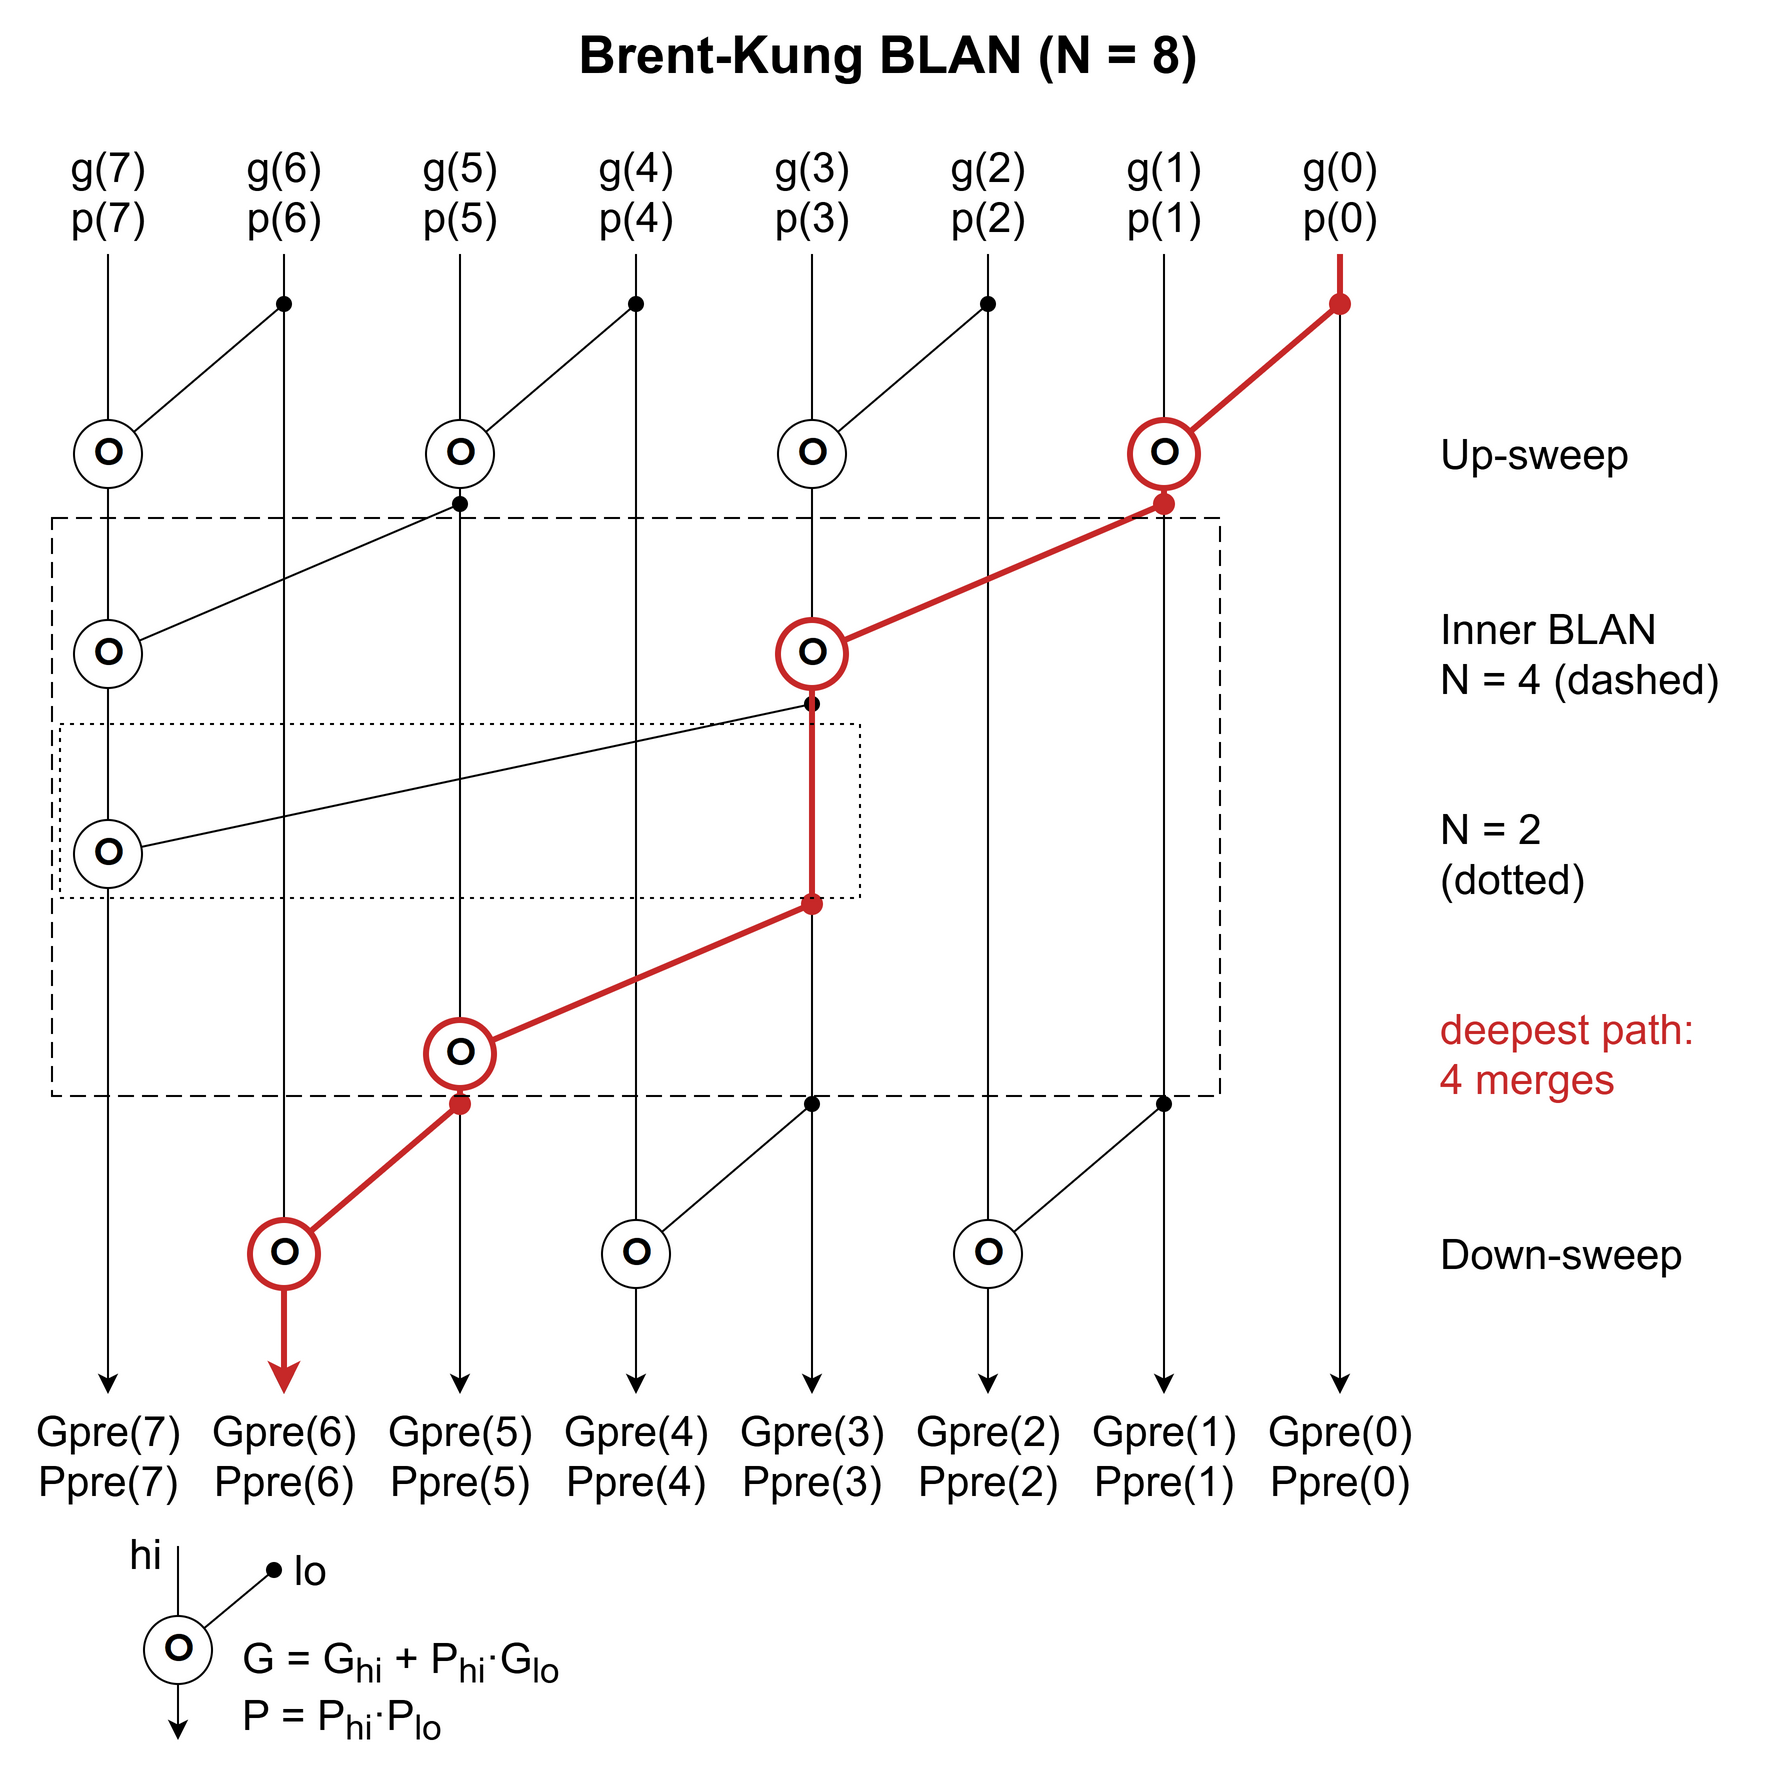 Brent-Kung BLAN (N = 8)
g(7) g(6) g(5) g(4) g(3) g(2) g(1) g(0)
p(7) p(6) p(5) p(4) p(3) p(2) p(1) p(0)
o o o o
Up-sweep
o o
Inner BLAN
N = 4 (dashed)
o
N = 2
(dotted)
o
deepest path:
4 merges
o o o
Down-sweep
Gpre(7) Gpre(6) Gpre(5) Gpre(4) Gpre(3) Gpre(2) Gpre(1) Gpre(0)
Ppre(7) Ppre(6) Ppre(5) Ppre(4) Ppre(3) Ppre(2) Ppre(1) Ppre(0)
hi
lo
o
G = Ghi + Phi·Glo
P = Phi·Plo